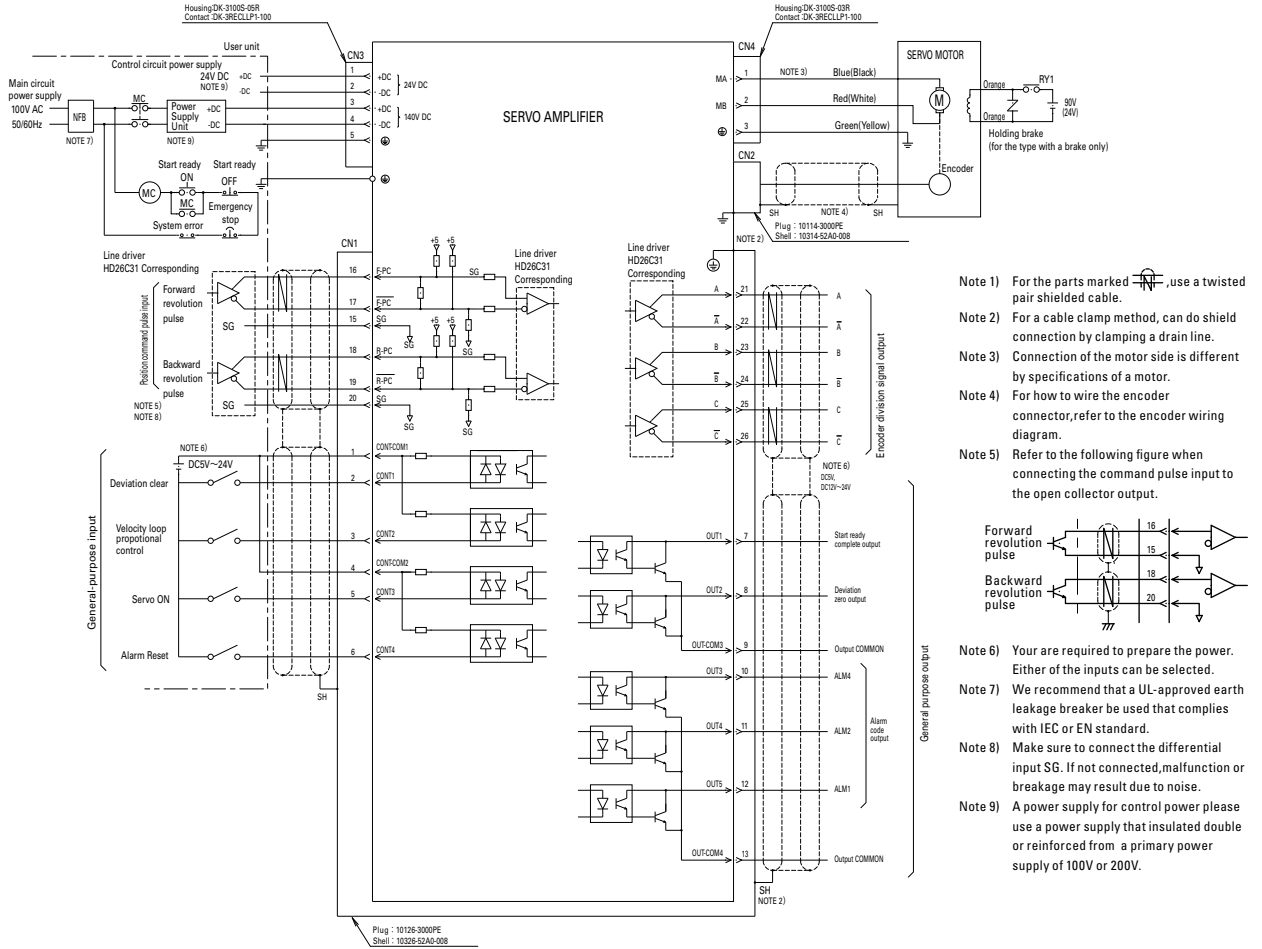 Housing:DK-3100S-05R
Contact :DK-3RECLLP1-100
Housing:DK-3100S-03R
Contact :DK-3RECLLP1-100
User unit
CN3
CN4
Control circuit power supply
24V DC
NOTE 9)
+DC
-DC
1
2
3
4
5
+DC
-DC
24V DC
+DC
-DC
140V DC
Main circuit
power supply
100V AC
50/60Hz
NFB
NOTE 7)
MC
Power
Supply
Unit
+DC
-DC
NOTE 9)
Start ready
ON
Start ready
OFF
MC
MC
Emergency
stop
System error
SERVO AMPLIFIER
MA
MB
1
2
3
NOTE 3)
Blue(Black)
Red(White)
Green(Yellow)
SERVO MOTOR
M
Encoder
Orange
Orange
RY1
90V
(24V)
Holding brake
(for the type with a brake only)
CN2
SH
NOTE 4)
SH
Plug : 10114-3000PE
Shell : 10314-52A0-008
NOTE 2)
CN1
Line driver
HD26C31 Corresponding
Position command pulse input
Forward
revolution
pulse
SG
Backward
revolution
pulse
SG
NOTE 5)
NOTE 8)
16
17
15
18
19
20
F-PC
F-PC
SG
R-PC
R-PC
SG
+5
+5
SG
SG
SG
+5
+5
SG
SG
Line driver
HD26C31
Corresponding
Line driver
HD26C31
Corresponding
A
A
B
B
C
C
21
22
23
24
25
26
A
A
B
B
C
C
Encoder division signal output
General-purpose input
NOTE 6)
DC5V～24V
Deviation clear
Velocity loop
propotional
control
Servo ON
Alarm Reset
1
2
3
4
5
6
CONT-COM1
CONT1
CONT2
CONT-COM2
CONT3
CONT4
SH
NOTE 6)
DC5V,
DC12V～24V
OUT1
7
Start ready
complete output
OUT2
8
Deviation
zero output
OUT-COM3
9
Output COMMON
OUT3
10
ALM4
OUT4
11
ALM2
OUT5
12
ALM1
Alarm
code
output
OUT-COM4
13
Output COMMON
General purpose output
SH
NOTE 2)
Plug : 10126-3000PE
Shell : 10326-52A0-008
Note 1) For the parts marked ,use a twisted
pair shielded cable.
Note 2) For a cable clamp method, can do shield
connection by clamping a drain line.
Note 3) Connection of the motor side is different
by specifications of a motor.
Note 4) For how to wire the encoder
connector,refer to the encoder wiring
diagram.
Note 5) Refer to the following figure when
connecting the command pulse input to
the open collector output.
Forward
revolution
pulse
Backward
revolution
pulse
16
15
18
20
Note 6) Your are required to prepare the power.
Either of the inputs can be selected.
Note 7) We recommend that a UL-approved earth
leakage breaker be used that complies
with IEC or EN standard.
Note 8) Make sure to connect the differential
input SG. If not connected,malfunction or
breakage may result due to noise.
Note 9) A power supply for control power please
use a power supply that insulated double
or reinforced from a primary power
supply of 100V or 200V.